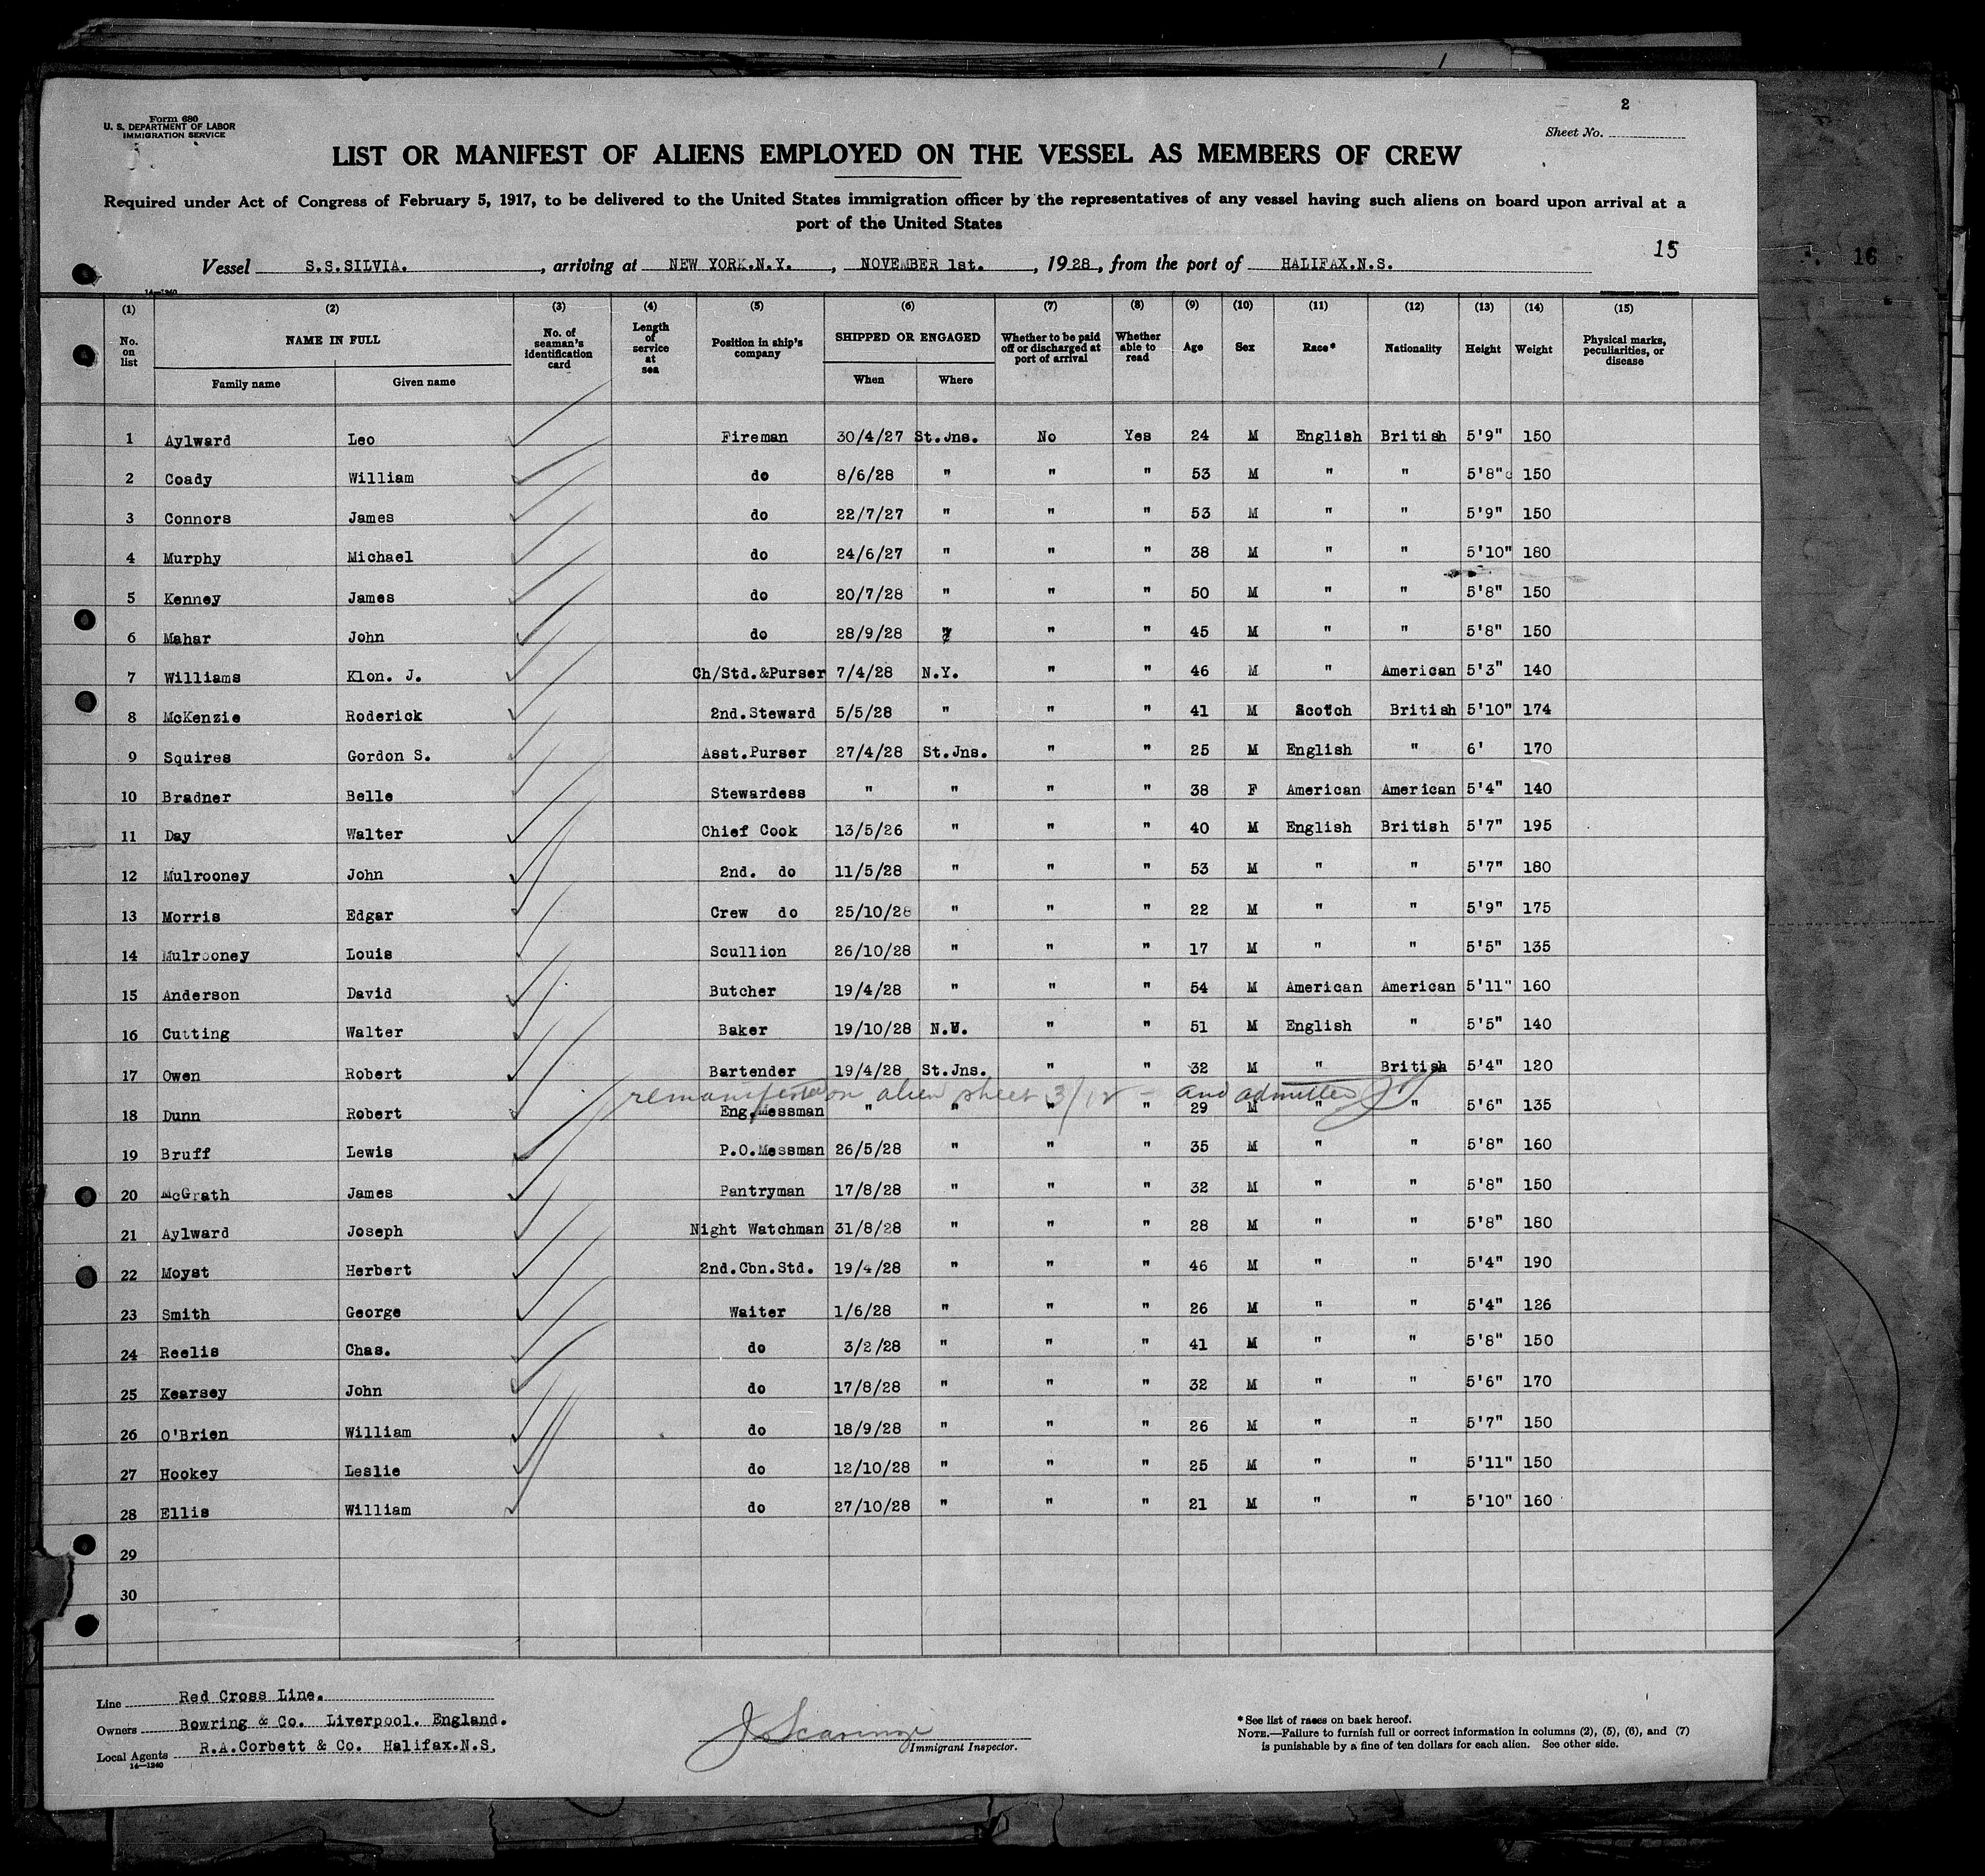 2
Form 680
U. S. DEPARTMENT OF LABOR
IMMIGRATION SERVICE
Sheet No.
LIST OR MANIFEST OF ALIENS EMPLOYED ON THE VESSEL AS MEMBERS OF CREW
Required under Act of Congress of February 5, 1917, to be delivered to the United States immigration officer by the representatives of any vessel having such aliens on board upon arrival at a
port of the United States
15
16
Vessel S.S.SILVIA. , arriving at NEW YORK.N.Y. , NOVEMBER 1st. , 1928, from the port of HALIFAX.N.S.
14—1240
(1) (2) (3) (4) (5) (6) (7) (8) (9) (10) (11) (12) (13) (14) (15)
No. on list NAME IN FULL Family name Given name No. of seaman's identification card Length of service at sea Position in ship's company SHIPPED OR ENGAGED When Where Whether to be paid off or discharged at port of arrival Whether able to read Age Sex Race* Nationality Height Weight Physical marks, peculiarities, or disease
1 Aylward Leo Fireman 30/4/27 St.Jns. No Yes 24 M English British 5'9" 150
2 Coady William do 8/6/28 " " " 53 M " " 5'8" 150
3 Connors James do 22/7/27 " " " 53 M " " 5'9" 150
4 Murphy Michael do 24/6/27 " " " 38 M " " 5'10" 180
5 Kenney James do 20/7/28 " " " 50 M " " 5'8" 150
6 Mahar John do 28/9/28 " " " 45 M " " 5'8" 150
7 Williams Klon. J. Ch/Std.&Purser 7/4/28 N.Y. " " 46 M " American 5'3" 140
8 McKenzie Roderick 2nd.Steward 5/5/28 " " " 41 M Scotch British 5'10" 174
9 Squires Gordon S. Asst.Purser 27/4/28 St.Jns. " " 25 M English " 6' 170
10 Bradner Belle Stewardess " " " " 38 F American American 5'4" 140
11 Day Walter Chief Cook 13/5/26 " " " 40 M English British 5'7" 195
12 Mulrooney John 2nd. do 11/5/28 " " " 53 M " " 5'7" 180
13 Morris Edgar Crew do 25/10/28 " " " 22 M " " 5'9" 175
14 Mulrooney Louis Scullion 26/10/28 " " " 17 M " " 5'5" 135
15 Anderson David Butcher 19/4/28 " " " 54 M American American 5'11" 160
16 Cutting Walter Baker 19/10/28 N.Y. " " 51 M English " 5'5" 140
17 Owen Robert Bartender 19/4/28 St.Jns. " " 32 M " British 5'4" 120
remanifested on alien sheet 3/12 - and admitted
18 Dunn Robert Eng.Messman " " " " 29 M " " 5'6" 135
19 Bruff Lewis P.O.Messman 26/5/28 " " " 35 M " " 5'8" 160
20 McGrath James Pantryman 17/8/28 " " " 32 M " " 5'8" 150
21 Aylward Joseph Night Watchman 31/8/28 " " " 28 M " " 5'8" 180
22 Moyst Herbert 2nd.Cbn.Std. 19/4/28 " " " 46 M " " 5'4" 190
23 Smith George Waiter 1/6/28 " " " 26 M " " 5'4" 126
24 Reelis Chas. do 3/2/28 " " " 41 M " " 5'8" 150
25 Kearsey John do 17/8/28 " " " 32 M " " 5'6" 170
26 O'Brien William do 18/9/28 " " " 26 M " " 5'7" 150
27 Hookey Leslie do 12/10/28 " " " 25 M " " 5'11" 150
28 Ellis William do 27/10/28 " " " 21 M " " 5'10" 160
29
30
Line Red Cross Line.
Owners Bowring & Co. Liverpool. England.
Local Agents R.A.Corbett & Co. Halifax.N.S.
14—1240
Immigrant Inspector.
* See list of races on back hereof.
NOTE.—Failure to furnish full or correct information in columns (2), (5), (6), and (7)
is punishable by a fine of ten dollars for each alien. See other side.